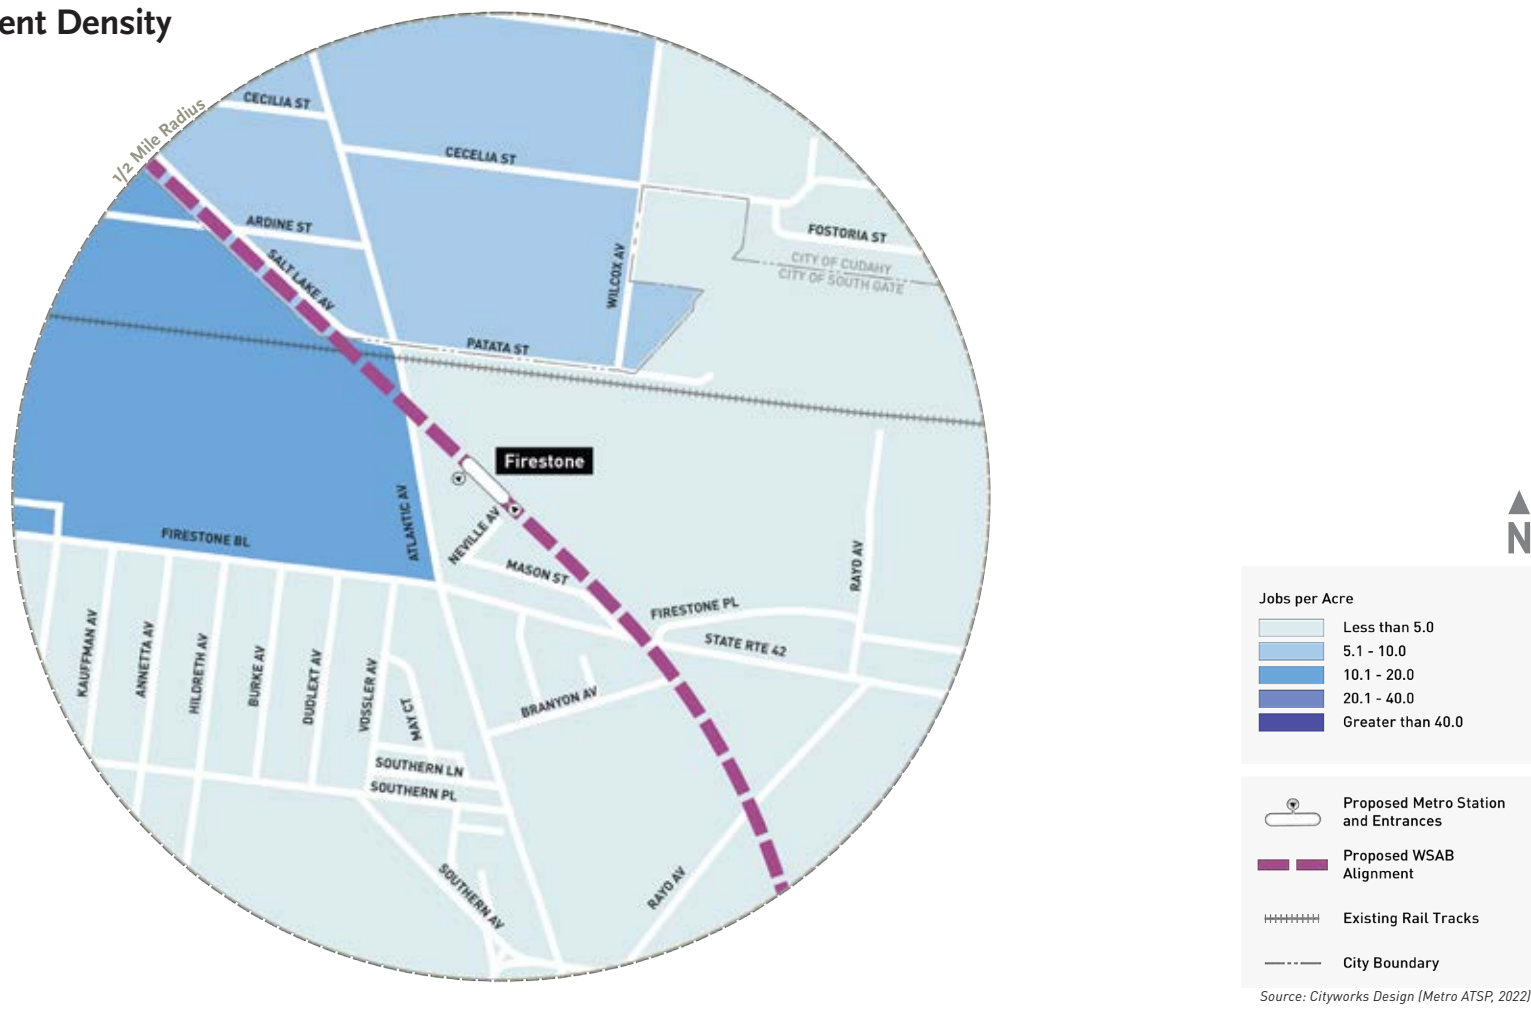 ent Density
1/2 Mile Radius
CECILIA ST
CECELIA ST
ARDINE ST
SALT LAKE AV
WILCOX AV
FOSTORIA ST
CITY OF CUDAHY
CITY OF SOUTH GATE
PATATA ST
Firestone
ATLANTIC AV
NEVILLE AV
FIRESTONE BL
MASON ST
RAYO AV
FIRESTONE PL
STATE RTE 42
KAUFFMAN AV
ANNETTA AV
HILDRETH AV
BURKE AV
DUDLEXT AV
VOSSLER AV
MAY CT
BRANYON AV
SOUTHERN LN
SOUTHERN PL
SOUTHERN AV
RAYO AV
N
Jobs per Acre
Less than 5.0
5.1 - 10.0
10.1 - 20.0
20.1 - 40.0
Greater than 40.0
Proposed Metro Station
and Entrances
Proposed WSAB
Alignment
Existing Rail Tracks
City Boundary
Source: Cityworks Design (Metro ATSP, 2022)